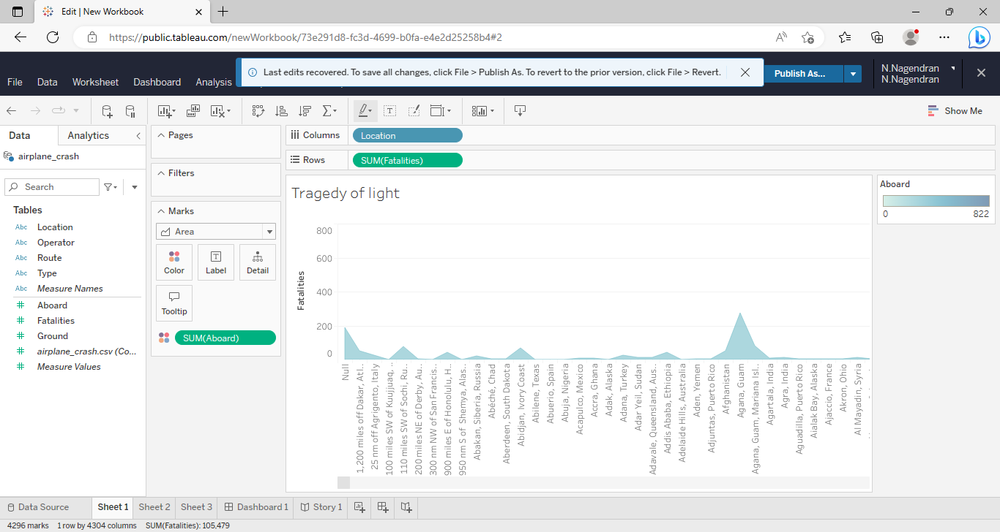 Edit | New Workbook
https://public.tableau.com/newWorkbook/73e291d8-fc3d-4699-b0fa-e4e2d25258b4#2
File Data Worksheet Dashboard Analysis
Last edits recovered. To save all changes, click File > Publish As. To revert to the prior version, click File > Revert.
Publish As...
N.Nagendran
N.Nagendran
Show Me
Data
Analytics
airplane_crash
Search
Tables
Abc Location
Abc Operator
Abc Route
Abc Type
Abc Measure Names
Aboard
Fatalities
Ground
airplane_crash.csv (Co...
Measure Values
Pages
Filters
Marks
Area
Color
Label
Detail
Tooltip
SUM(Aboard)
Columns
Location
Rows
SUM(Fatalities)
Tragedy of light
Fatalities
800
600
400
200
0
Null
1,200 miles off Dakar, Atl..
25 nm off Agrigento, Italy
100 miles SW of Kuujjuaq, ..
110 miles SW of Sochi, Ru..
200 miles NE of Derby, Au..
300 nm NW of San Francis..
900 miles E of Honolulu, H..
950 nm S of Shemya, Alas..
Abakan, Siberia, Russia
Abéché, Chad
Aberdeen, South Dakota
Abidjan, Ivory Coast
Abilene, Texas
Abuerio, Spain
Abuja, Nigeria
Acapulco, Mexico
Accra, Ghana
Adak, Alaska
Adana, Turkey
Adar Yeil, Sudan
Adavale, Queensland, Aus..
Addis Ababa, Ethiopia
Adelaide Hills, Australia
Aden, Yemen
Adjuntas, Puerto Rico
Afghanistan
Agana, Guam
Agana, Guam, Mariana Isl..
Agartala, India
Agra, India
Aguadilla, Puerto Rico
Aialak Bay, Alaska
Ajaccio, France
Akron, Ohio
Al Mayadin, Syria
Aboard
0
822
Data Source
Sheet 1
Sheet 2
Sheet 3
Dashboard 1
Story 1
4296 marks
1 row by 4304 columns
SUM(Fatalities): 105,479